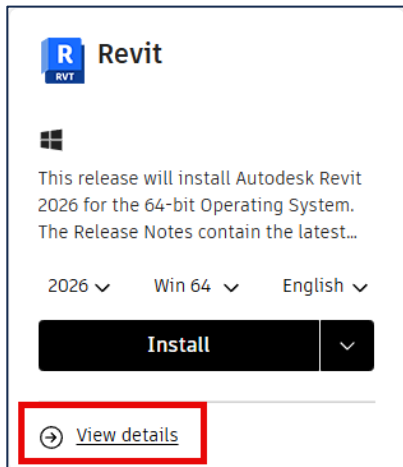 R
RVT
Revit
This release will install Autodesk Revit
2026 for the 64-bit Operating System.
The Release Notes contain the latest...
2026 Win 64 English
Install
View details